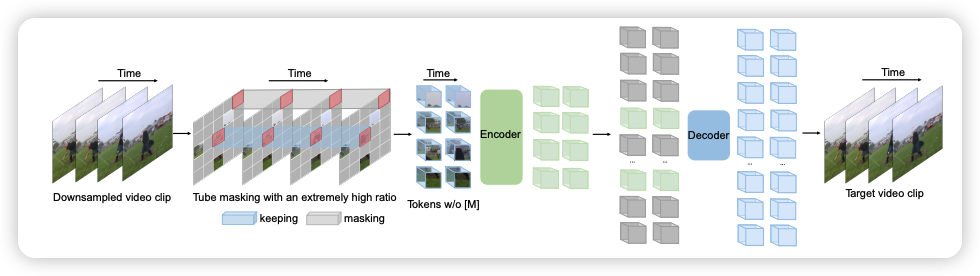 Time
Time
Time
Time
Encoder
Decoder
...
...
...
...
Downsampled video clip
Tube masking with an extremely high ratio
Tokens w/o [M]
Target video clip
keeping
masking